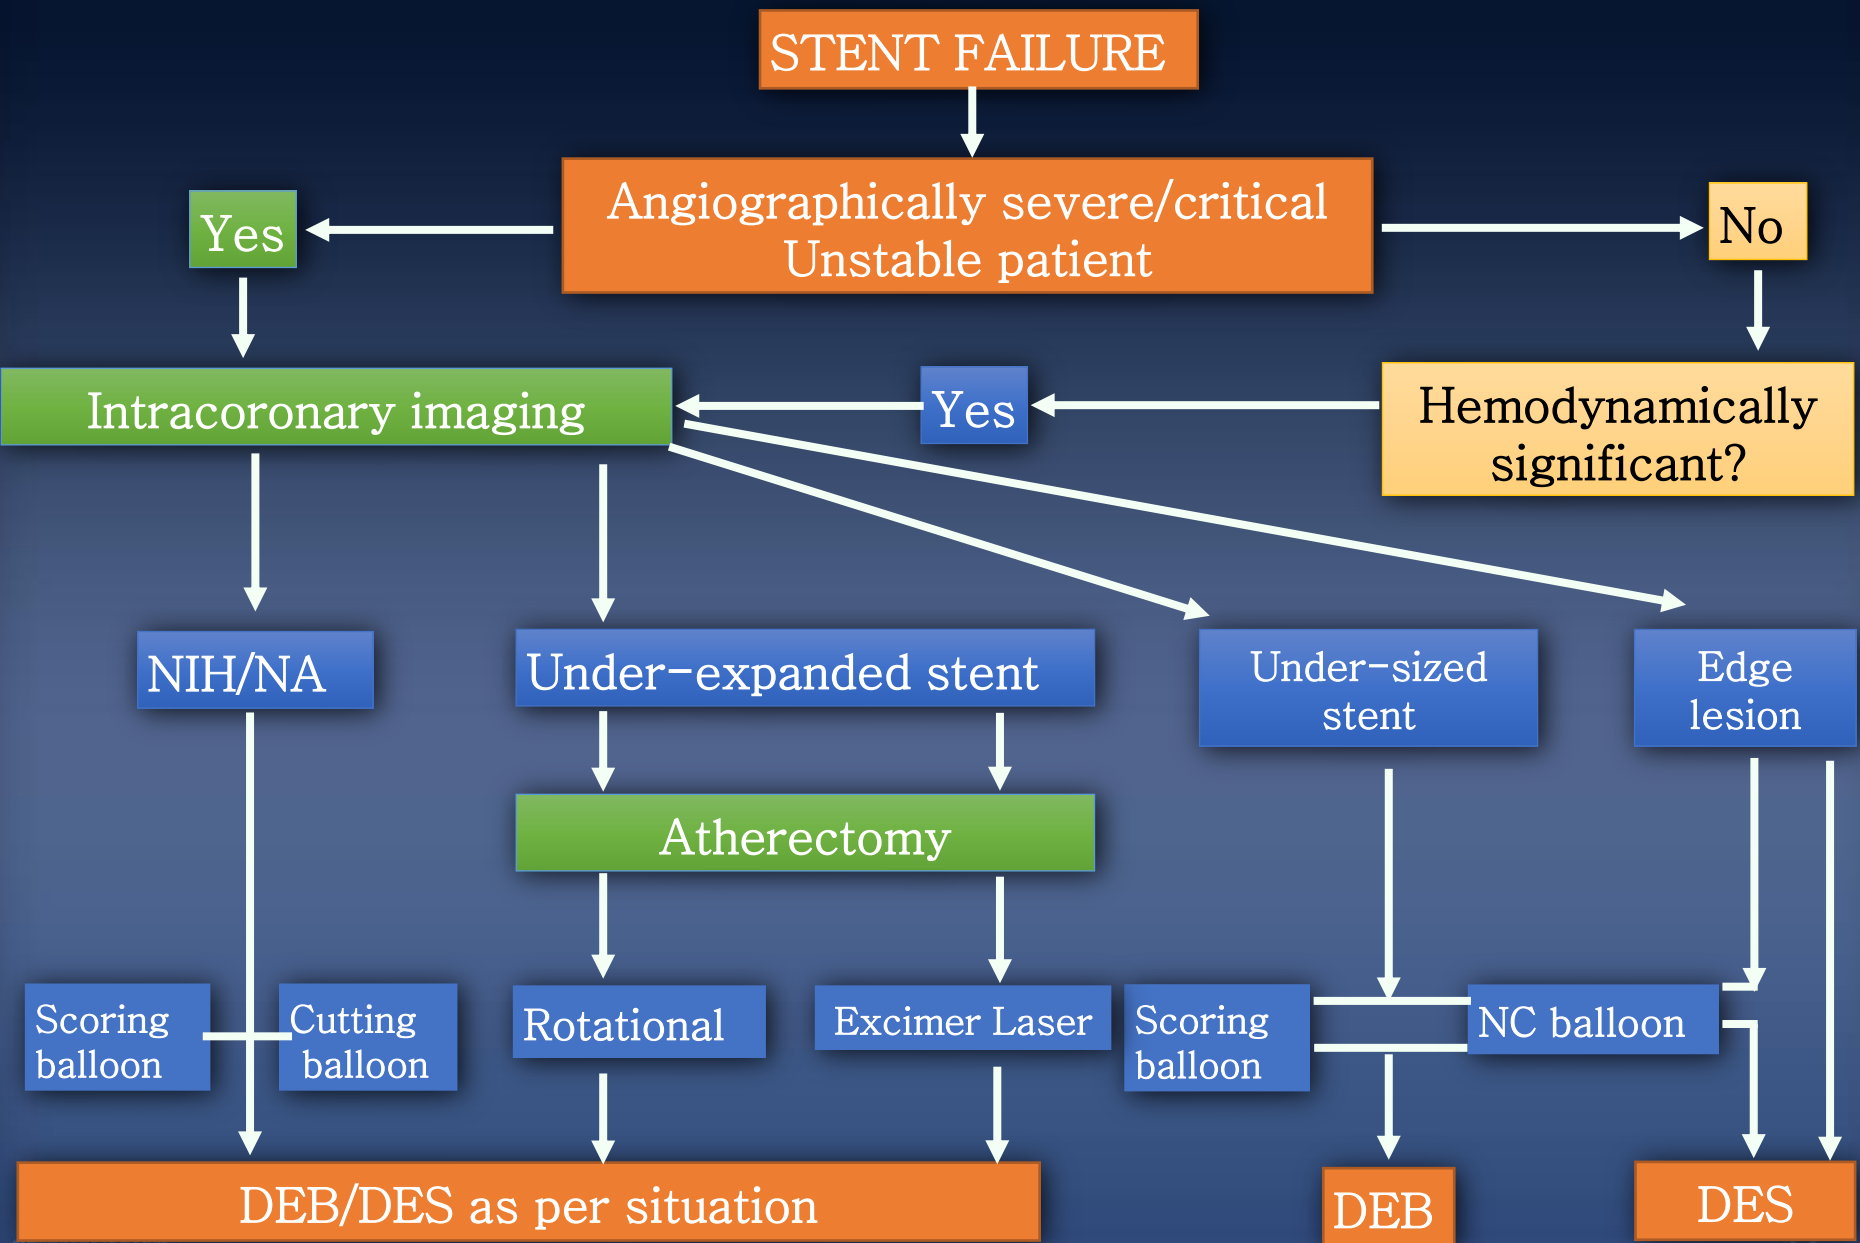 STENT FAILURE
Angiographically severe/critical
Unstable patient
Yes
No
Intracoronary imaging
Yes
Hemodynamically
significant?
NIH/NA
Under-expanded stent
Under-sized
stent
Edge
lesion
Atherectomy
Scoring
balloon
Cutting
balloon
Rotational
Excimer Laser
Scoring
balloon
NC balloon
DEB/DES as per situation
DEB
DES